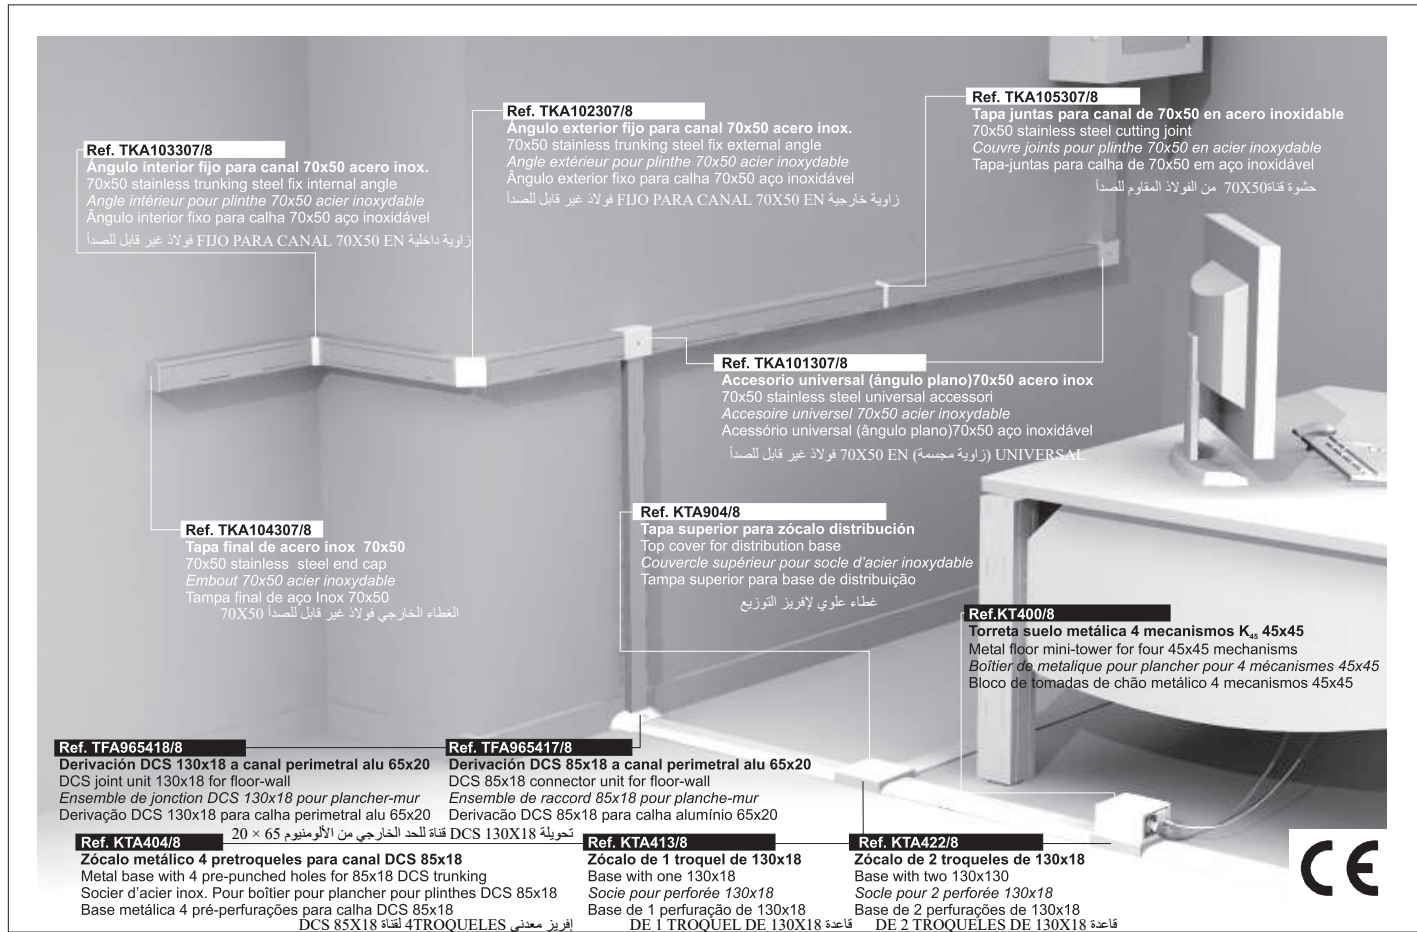 Ref. TKA103307/8
Ángulo interior fijo para canal 70x50 acero inox.
70x50 stainless trunking steel fix internal angle
Angle intérieur pour plinthe 70x50 acier inoxydable
Ângulo interior fixo para calha 70x50 aço inoxidável
زاوية داخلية FIJO PARA CANAL 70X50 EN فولاذ غير قابل للصدأ
Ref. TKA102307/8
Ángulo exterior fijo para canal 70x50 acero inox.
70x50 stainless trunking steel fix external angle
Angle extérieur pour plinthe 70x50 acier inoxydable
Ângulo exterior fixo para calha 70x50 aço inoxidável
زاوية خارجية FIJO PARA CANAL 70X50 EN فولاذ غير قابل للصدأ
Ref. TKA105307/8
Tapa juntas para canal de 70x50 en acero inoxidable
70x50 stainless steel cutting joint
Couvre joints pour plinthe 70x50 en acier inoxydable
Tapa-juntas para calha de 70x50 em aço inoxidável
حشوة قناة70X50 من الفولاذ المقاوم للصدأ
Ref. TKA101307/8
Accesorio universal (ángulo plano)70x50 acero inox
70x50 stainless steel universal accessori
Accesoire universel 70x50 acier inoxydable
Acessório universal (ângulo plano)70x50 aço inoxidável
UNIVERSAL (زاوية مجسمة) 70X50 EN فولاذ غير قابل للصدأ
Ref. TKA104307/8
Tapa final de acero inox 70x50
70x50 stainless steel end cap
Embout 70x50 acier inoxydable
Tampa final de aço Inox 70x50
الغطاء الخارجي فولاذ غير قابل للصدأ 70X50
Ref. KTA904/8
Tapa superior para zócalo distribución
Top cover for distribution base
Couvercle supérieur pour socle d'acier inoxydable
Tampa superior para base de distribuição
غطاء علوي لإفريز التوزيع
Ref.KT400/8
Torreta suelo metálica 4 mecanismos K45 45x45
Metal floor mini-tower for four 45x45 mechanisms
Boîtier de metalique pour plancher pour 4 mécanismes 45x45
Bloco de tomadas de chão metálico 4 mecanismos 45x45
Ref. TFA965418/8
Derivación DCS 130x18 a canal perimetral alu 65x20
DCS joint unit 130x18 for floor-wall
Ensemble de jonction DCS 130x18 pour plancher-mur
Derivação DCS 130x18 para calha perimetral alu 65x20
تحويلة DCS 130X18 قناة للحد الخارجي من الألومنيوم 65 × 20
Ref. TFA965417/8
Derivación DCS 85x18 a canal perimetral alu 65x20
DCS 85x18 connector unit for floor-wall
Ensemble de raccord 85x18 pour planche-mur
Derivacão DCS 85x18 para calha alumínio 65x20
Ref. KTA404/8
Zócalo metálico 4 pretroqueles para canal DCS 85x18
Metal base with 4 pre-punched holes for 85x18 DCS trunking
Socier d'acier inox. Pour boîtier pour plancher pour plinthes DCS 85x18
Base metálica 4 pré-perfurações para calha DCS 85x18
إفريز معدني 4TROQUELES لقناة DCS 85X18
Ref. KTA413/8
Zócalo de 1 troquel de 130x18
Base with one 130x18
Socie pour perforée 130x18
Base de 1 perfuração de 130x18
قاعدة DE 1 TROQUEL DE 130X18
Ref. KTA422/8
Zócalo de 2 troqueles de 130x18
Base with two 130x130
Socle pour 2 perforée 130x18
Base de 2 perfurações de 130x18
قاعدة DE 2 TROQUELES DE 130X18
CE